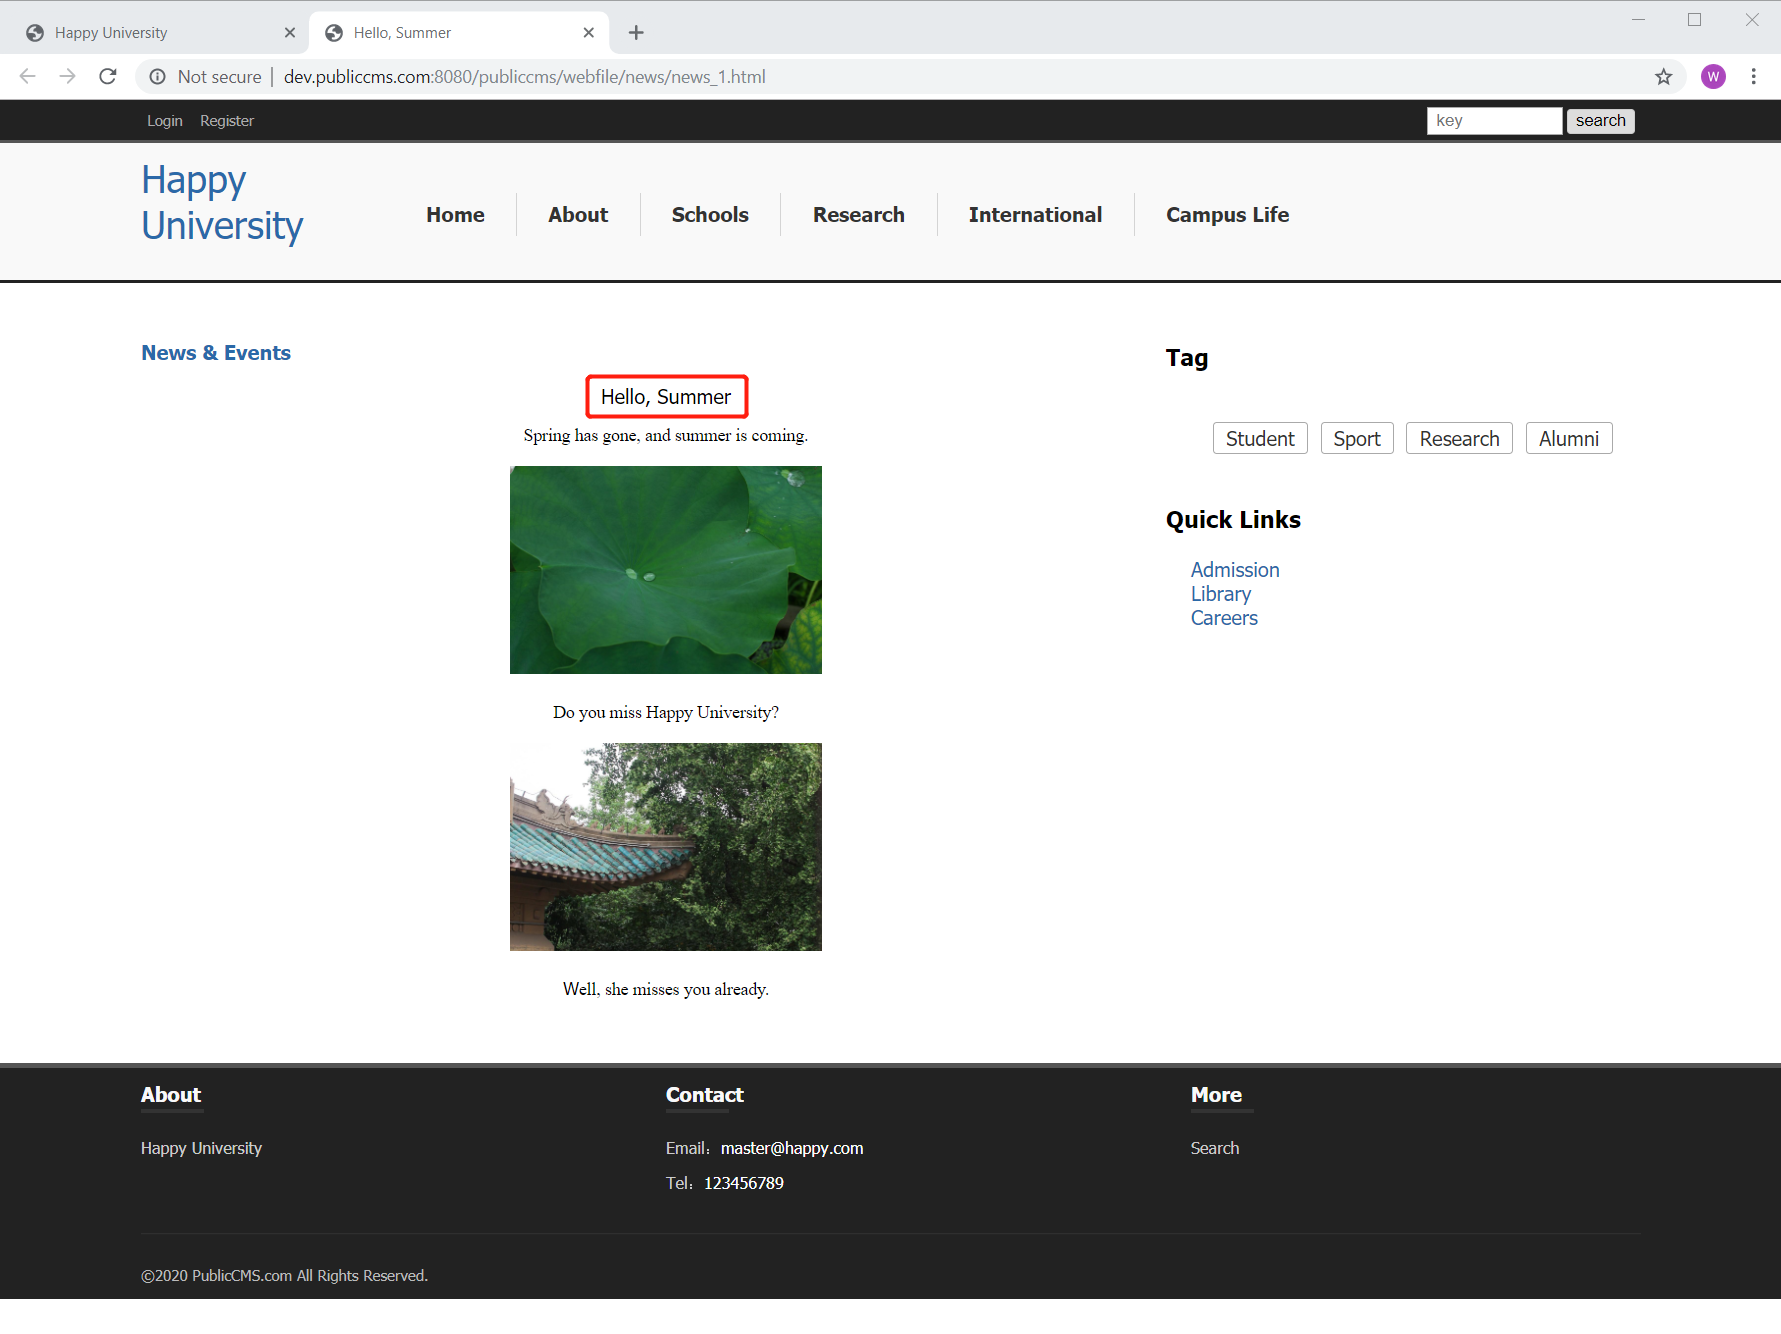 Happy University
Hello, Summer
Not secure | dev.publiccms.com:8080/publiccms/webfile/news/news_1.html
W
Login Register
key search
Happy
University
Home About Schools Research International Campus Life
News & Events
Hello, Summer
Spring has gone, and summer is coming.
Do you miss Happy University?
Well, she misses you already.
Tag
Student Sport Research Alumni
Quick Links
Admission
Library
Careers
About
Happy University
Contact
Email：master@happy.com
Tel：123456789
More
Search
©2020 PublicCMS.com All Rights Reserved.